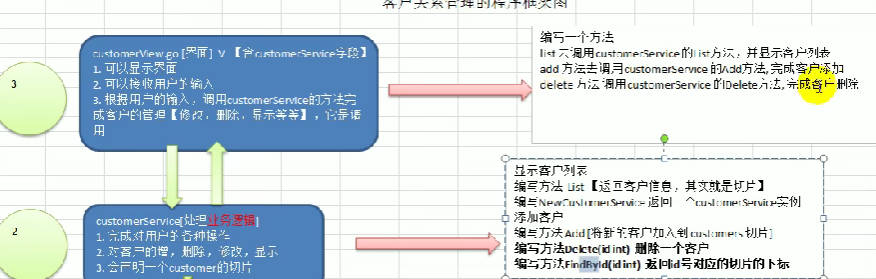 客户关系管理的程序框架图
3
customerView.go [界面] V 【含customerService字段】
1. 可以显示界面
2. 可以接收用户的输入
3. 根据用户的输入，调用customerService的方法完
成客户的管理【修改，删除，显示等等】，它是调
用
编写一个方法
list 去调用customerService 的List方法，并显示客户列表
add 方法去调用customerService 的Add方法, 完成客户添加
delete 方法 调用customerService 的Delete方法, 完成客户删除
2
customerService[处理业务逻辑]
1. 完成对用户的各种操作
2. 对客户的增，删除，修改，显示
3. 会声明一个customer的切片
显示客户列表
编写方法 List 【返回客户信息，其实就是切片】
编写NewCustomerService 返回一个customerService实例
添加客户
编写方法 Add [将新的客户加入到 customers 切片]
编写方法Delete(id int) 删除一个客户
编写方法FindById(id int) 返回id号对应的切片的下标